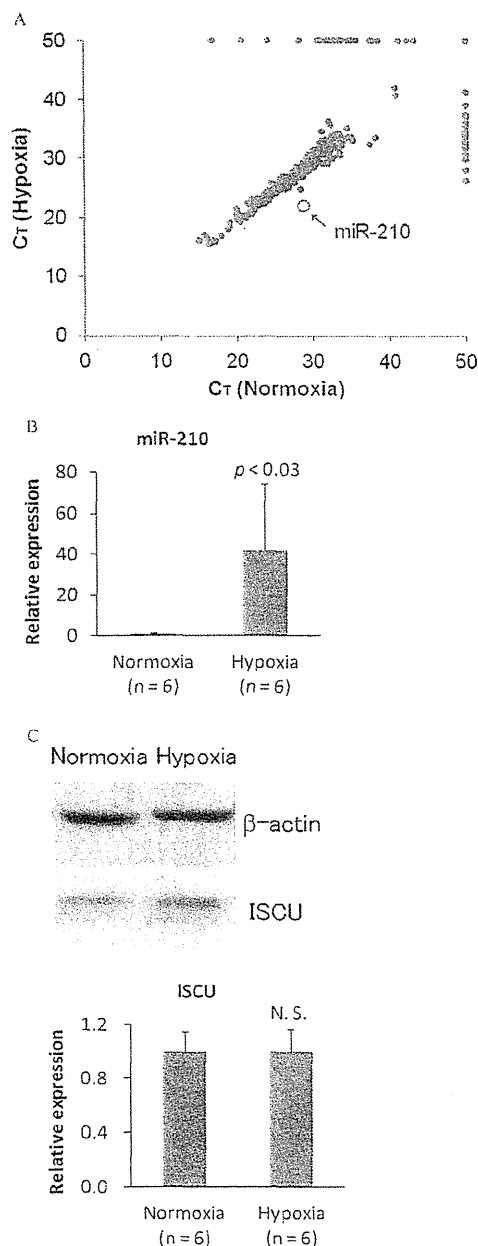 A
50
40
30
20
10
0
CT (Hypoxia)
miR-210
0 10 20 30 40 50
CT (Normoxia)
B
miR-210
p < 0.03
80
60
40
20
0
Relative expression
Normoxia Hypoxia
(n = 6) (n = 6)
C
Normoxia Hypoxia
β-actin
ISCU
ISCU
N. S.
1.2
0.8
0.4
0.0
Relative expression
Normoxia Hypoxia
(n = 6) (n = 6)